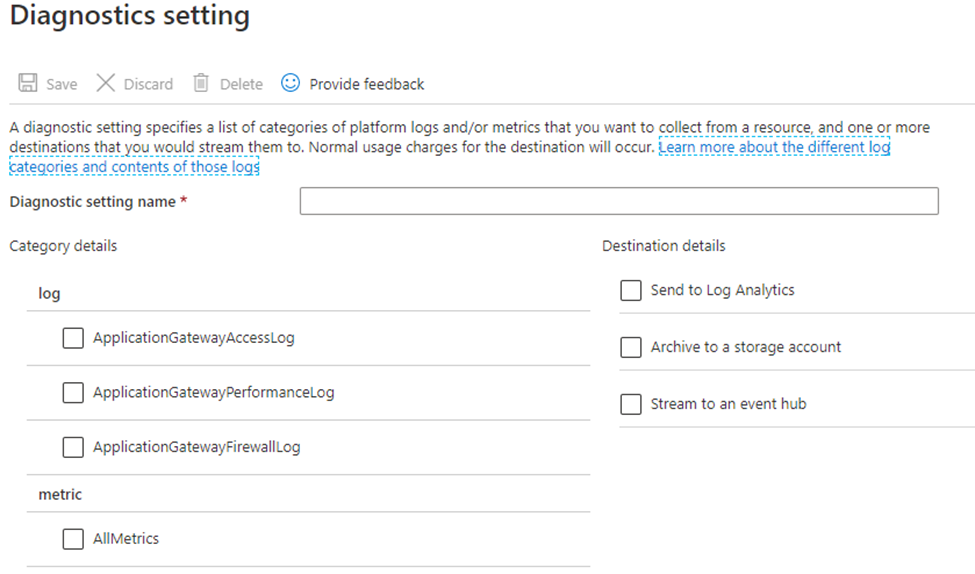 Diagnostics setting
Save Discard Delete Provide feedback
A diagnostic setting specifies a list of categories of platform logs and/or metrics that you want to collect from a resource, and one or more
destinations that you would stream them to. Normal usage charges for the destination will occur. Learn more about the different log
categories and contents of those logs
Diagnostic setting name *
Category details
log
ApplicationGatewayAccessLog
ApplicationGatewayPerformanceLog
ApplicationGatewayFirewallLog
metric
AllMetrics
Destination details
Send to Log Analytics
Archive to a storage account
Stream to an event hub